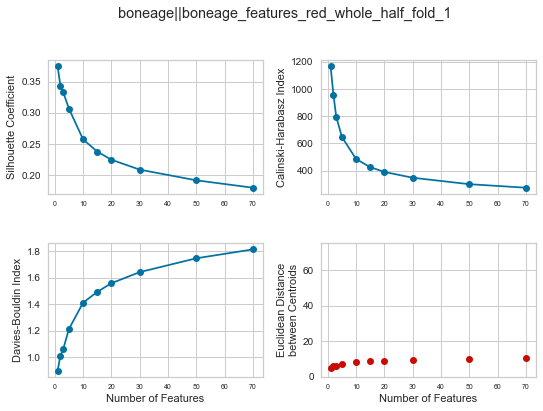 boneage||boneage_features_red_whole_half_fold_1
Silhouette Coefficient
0.35
0.30
0.25
0.20
0 10 20 30 40 50 60 70
Calinski-Harabasz Index
1200
1000
800
600
400
0 10 20 30 40 50 60 70
Davies-Bouldin Index
1.8
1.6
1.4
1.2
1.0
0 10 20 30 40 50 60 70
Number of Features
Euclidean Distance
between Centroids
60
40
20
0
0 10 20 30 40 50 60 70
Number of Features